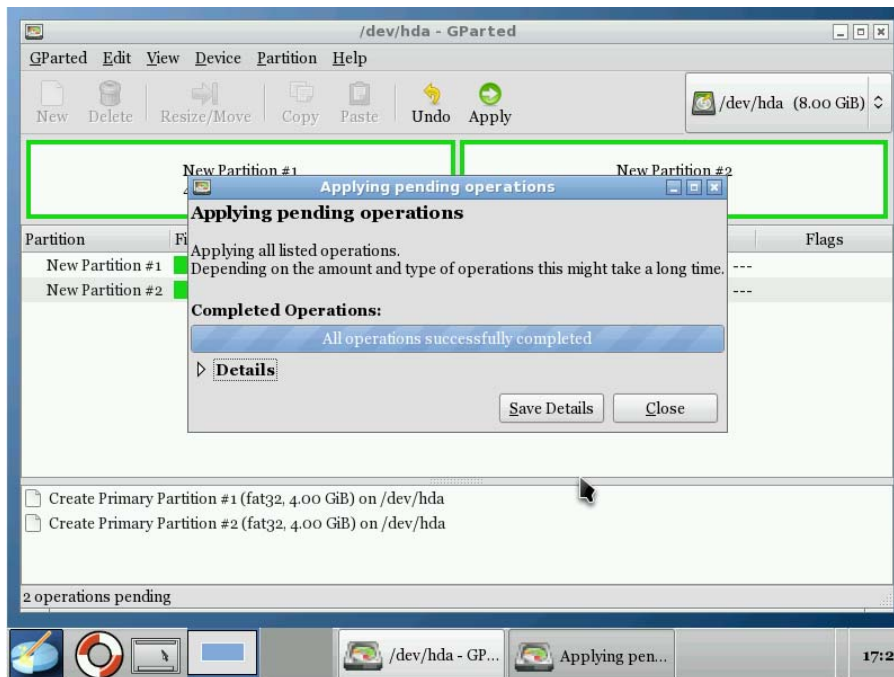 /dev/hda - GParted
GParted Edit View Device Partition Help
New Delete Resize/Move Copy Paste Undo Apply
/dev/hda (8.00 GiB)
New Partition #1
New Partition #2
Applying pending operations
Applying pending operations
Applying all listed operations.
Depending on the amount and type of operations this might take a long time.
Completed Operations:
All operations successfully completed
Details
Save Details Close
Partition Fi Flags
New Partition #1 ---
New Partition #2 ---
Create Primary Partition #1 (fat32, 4.00 GiB) on /dev/hda
Create Primary Partition #2 (fat32, 4.00 GiB) on /dev/hda
2 operations pending
/dev/hda - GP...
Applying pen...
17:2